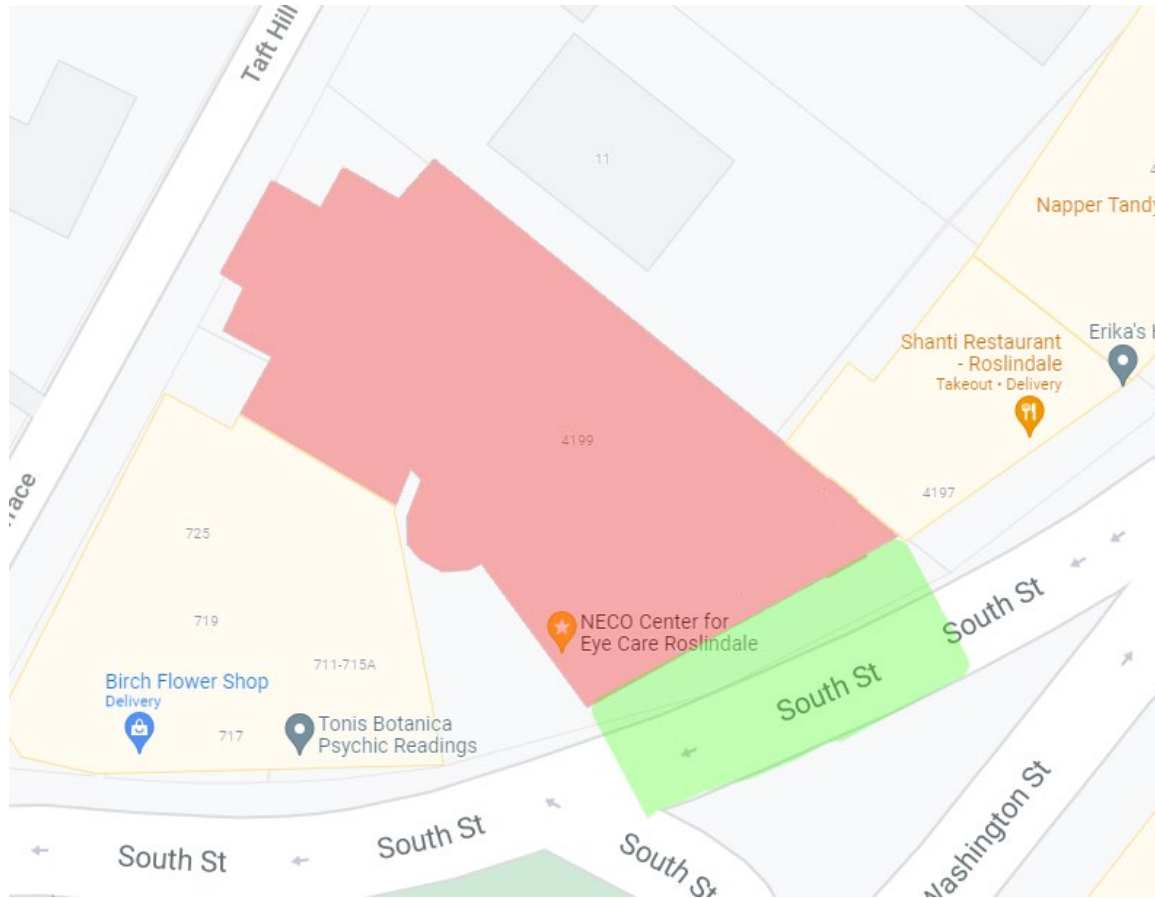 Taft Hill
11
4
Napper Tandy
Shanti Restaurant
- Roslindale
Takeout • Delivery
Erika's H
4199
4197
race
725
719
711-715A
717
Birch Flower Shop
Delivery
Tonis Botanica
Psychic Readings
NECO Center for
Eye Care Roslindale
South St
South St
South St
South St
South St
Washington St